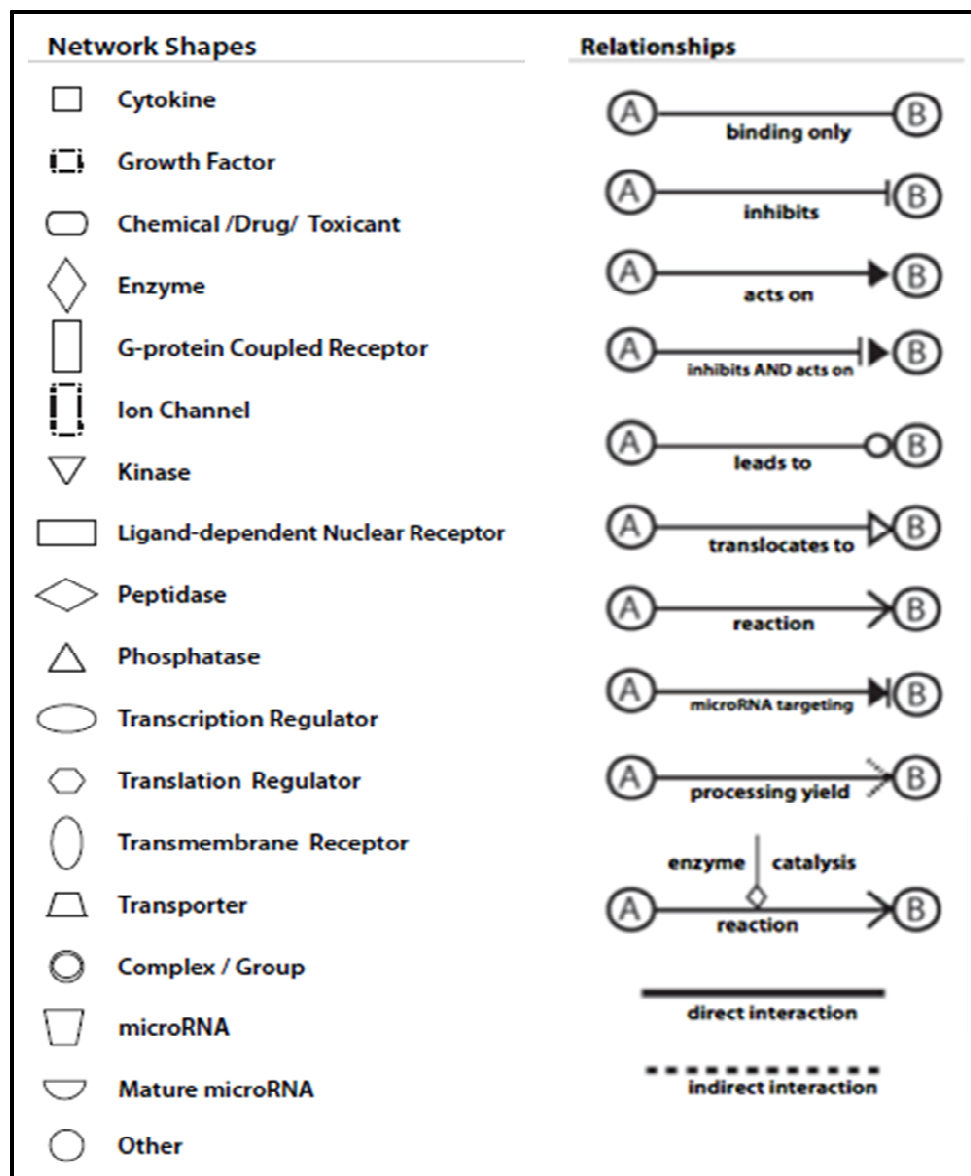 Network Shapes
Cytokine
Growth Factor
Chemical /Drug/ Toxicant
Enzyme
G-protein Coupled Receptor
Ion Channel
Kinase
Ligand-dependent Nuclear Receptor
Peptidase
Phosphatase
Transcription Regulator
Translation Regulator
Transmembrane Receptor
Transporter
Complex / Group
microRNA
Mature microRNA
Other
Relationships
A B
binding only
A B
inhibits
A B
acts on
A B
inhibits AND acts on
A B
leads to
A B
translocates to
A B
reaction
A B
microRNA targeting
A B
processing yield
enzyme catalysis
A B
reaction
direct interaction
indirect interaction